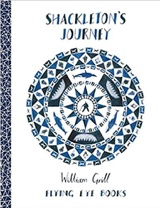 SHACKLETON'S
JOURNEY
William Grill
FLYING EYE BOOKS